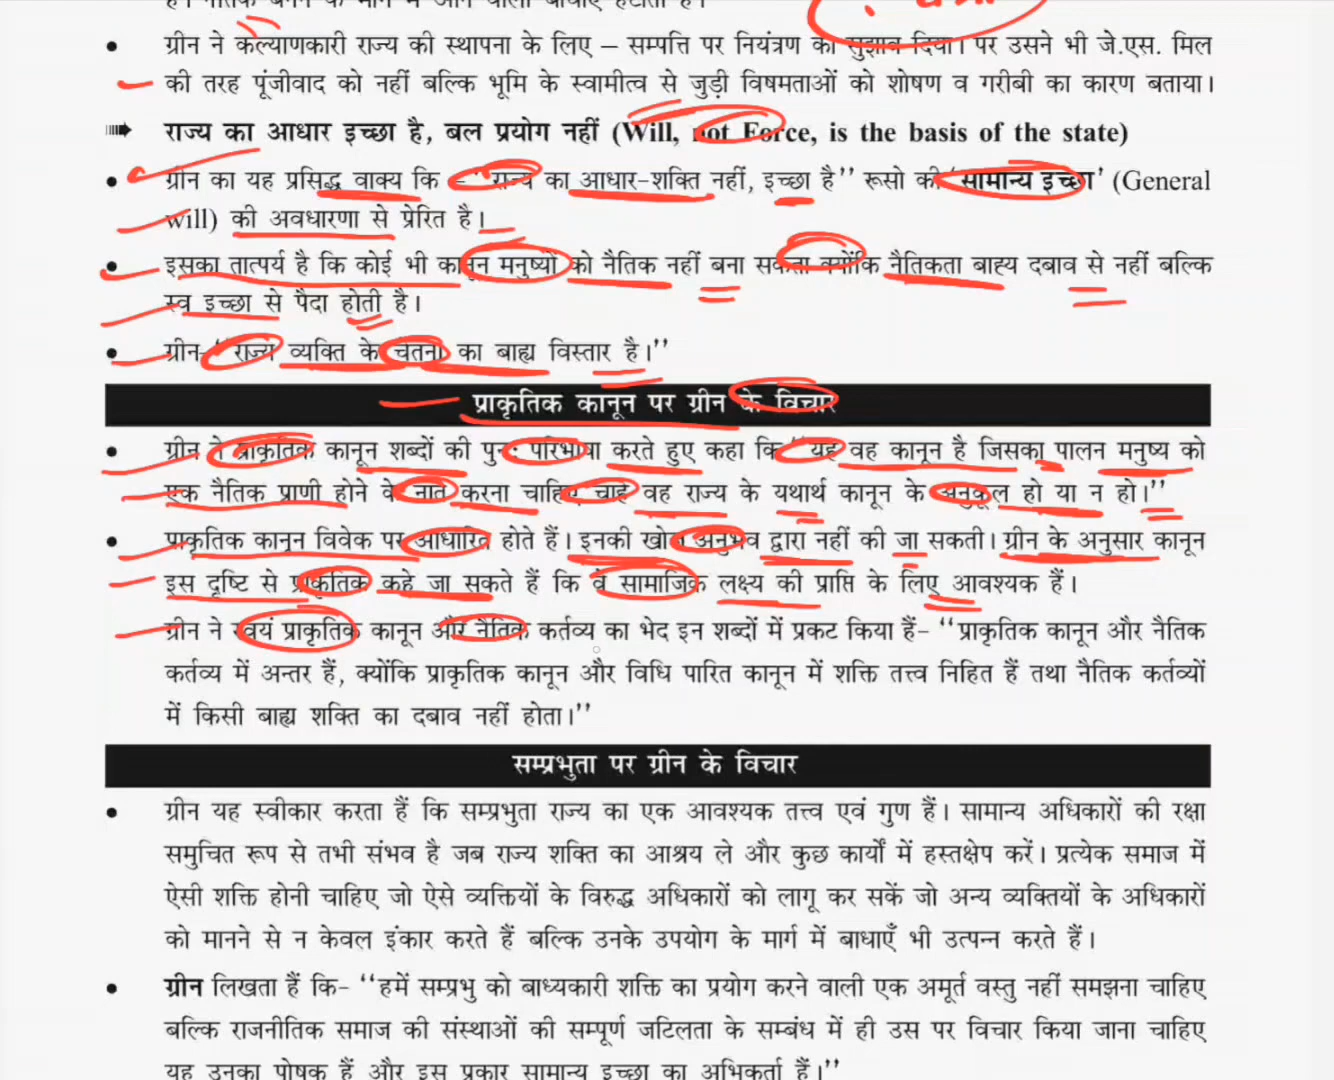 ग्रीन ने कल्याणकारी राज्य की स्थापना के लिए – सम्पत्ति पर नियंत्रण का सुझाव दिया। पर उसने भी जे.एस. मिल
की तरह पूंजीवाद को नहीं बल्कि भूमि के स्वामीत्व से जुड़ी विषमताओं को शोषण व गरीबी का कारण बताया।
राज्य का आधार इच्छा है, बल प्रयोग नहीं (Will, not Force, is the basis of the state)
ग्रीन का यह प्रसिद्ध वाक्य कि – "राज्य का आधार-शक्ति नहीं, इच्छा है'' रूसो की 'सामान्य इच्छा' (General
will) की अवधारणा से प्रेरित है।
इसका तात्पर्य है कि कोई भी कानून मनुष्यों को नैतिक नहीं बना सकता क्योंकि नैतिकता बाह्य दबाव से नहीं बल्कि
स्व इच्छा से पैदा होती है।
ग्रीन-''राज्य व्यक्ति के चेतना का बाह्य विस्तार है।''
प्राकृतिक कानून पर ग्रीन के विचार
ग्रीन ने प्राकृतिक कानून शब्दों की पुनः परिभाषा करते हुए कहा कि ''यह वह कानून है जिसका पालन मनुष्य को
एक नैतिक प्राणी होने के नाते करना चाहिए चाहे वह राज्य के यथार्थ कानून के अनुकूल हो या न हो।''
प्राकृतिक कानून विवेक पर आधारित होते हैं। इनकी खोज अनुभव द्वारा नहीं की जा सकती। ग्रीन के अनुसार कानून
इस दृष्टि से प्राकृतिक कहे जा सकते हैं कि वे सामाजिक लक्ष्य की प्राप्ति के लिए आवश्यक हैं।
ग्रीन ने स्वयं प्राकृतिक कानून और नैतिक कर्तव्य का भेद इन शब्दों में प्रकट किया हैं- ''प्राकृतिक कानून और नैतिक
कर्तव्य में अन्तर हैं, क्योंकि प्राकृतिक कानून और विधि पारित कानून में शक्ति तत्त्व निहित हैं तथा नैतिक कर्तव्यों
में किसी बाह्य शक्ति का दबाव नहीं होता।''
सम्प्रभुता पर ग्रीन के विचार
ग्रीन यह स्वीकार करता हैं कि सम्प्रभुता राज्य का एक आवश्यक तत्त्व एवं गुण हैं। सामान्य अधिकारों की रक्षा
समुचित रूप से तभी संभव है जब राज्य शक्ति का आश्रय ले और कुछ कार्यों में हस्तक्षेप करें। प्रत्येक समाज में
ऐसी शक्ति होनी चाहिए जो ऐसे व्यक्तियों के विरुद्ध अधिकारों को लागू कर सकें जो अन्य व्यक्तियों के अधिकारों
को मानने से न केवल इंकार करते हैं बल्कि उनके उपयोग के मार्ग में बाधाएँ भी उत्पन्न करते हैं।
ग्रीन लिखता हैं कि- ''हमें सम्प्रभु को बाध्यकारी शक्ति का प्रयोग करने वाली एक अमूर्त वस्तु नहीं समझना चाहिए
बल्कि राजनीतिक समाज की संस्थाओं की सम्पूर्ण जटिलता के सम्बंध में ही उस पर विचार किया जाना चाहिए
यह उनका पोषक हैं और इस प्रकार सामान्य इच्छा का अभिकर्ता हैं।''